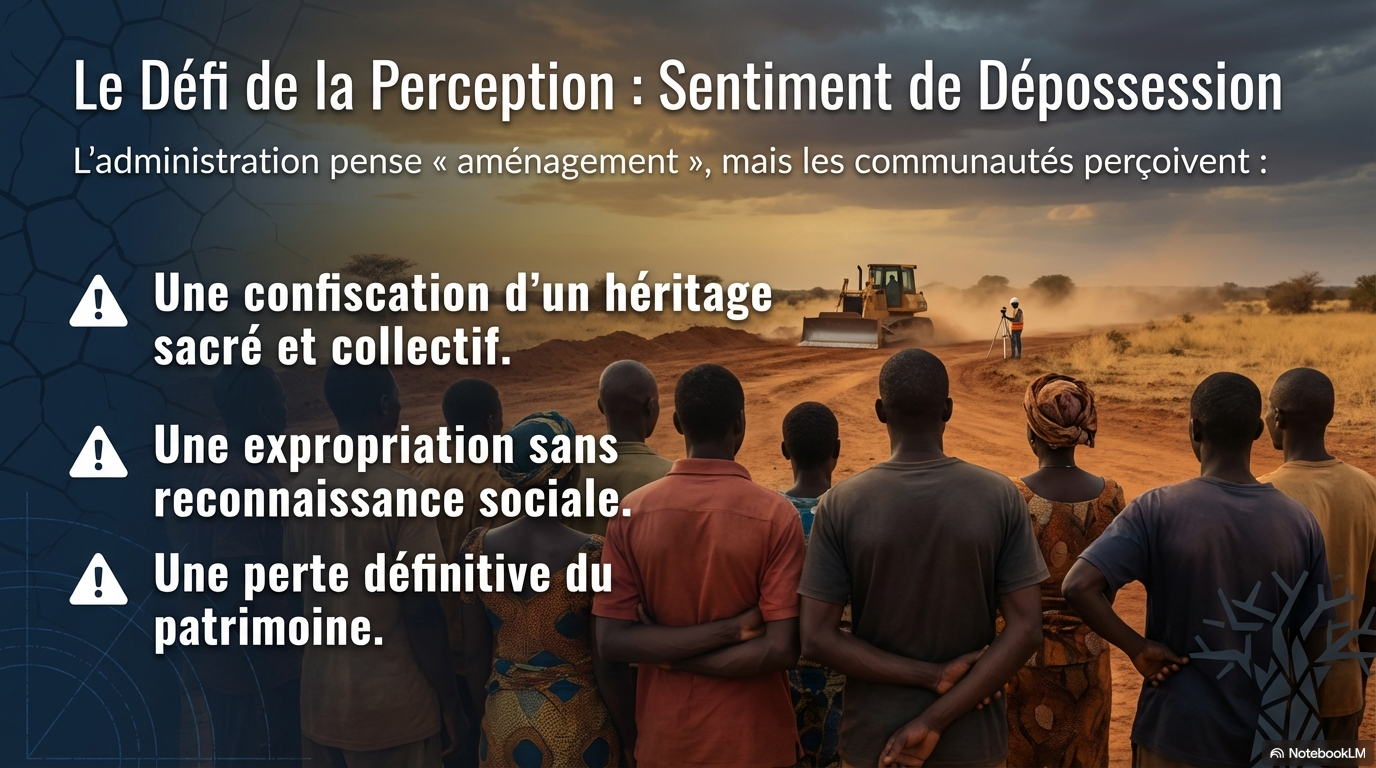 Le Défi de la Perception : Sentiment de Dépossession
L’administration pense « aménagement », mais les communautés perçoivent :
Une confiscation d’un héritage
sacré et collectif.
Une expropriation sans
reconnaissance sociale.
Une perte définitive du
patrimoine.
NotebookLM